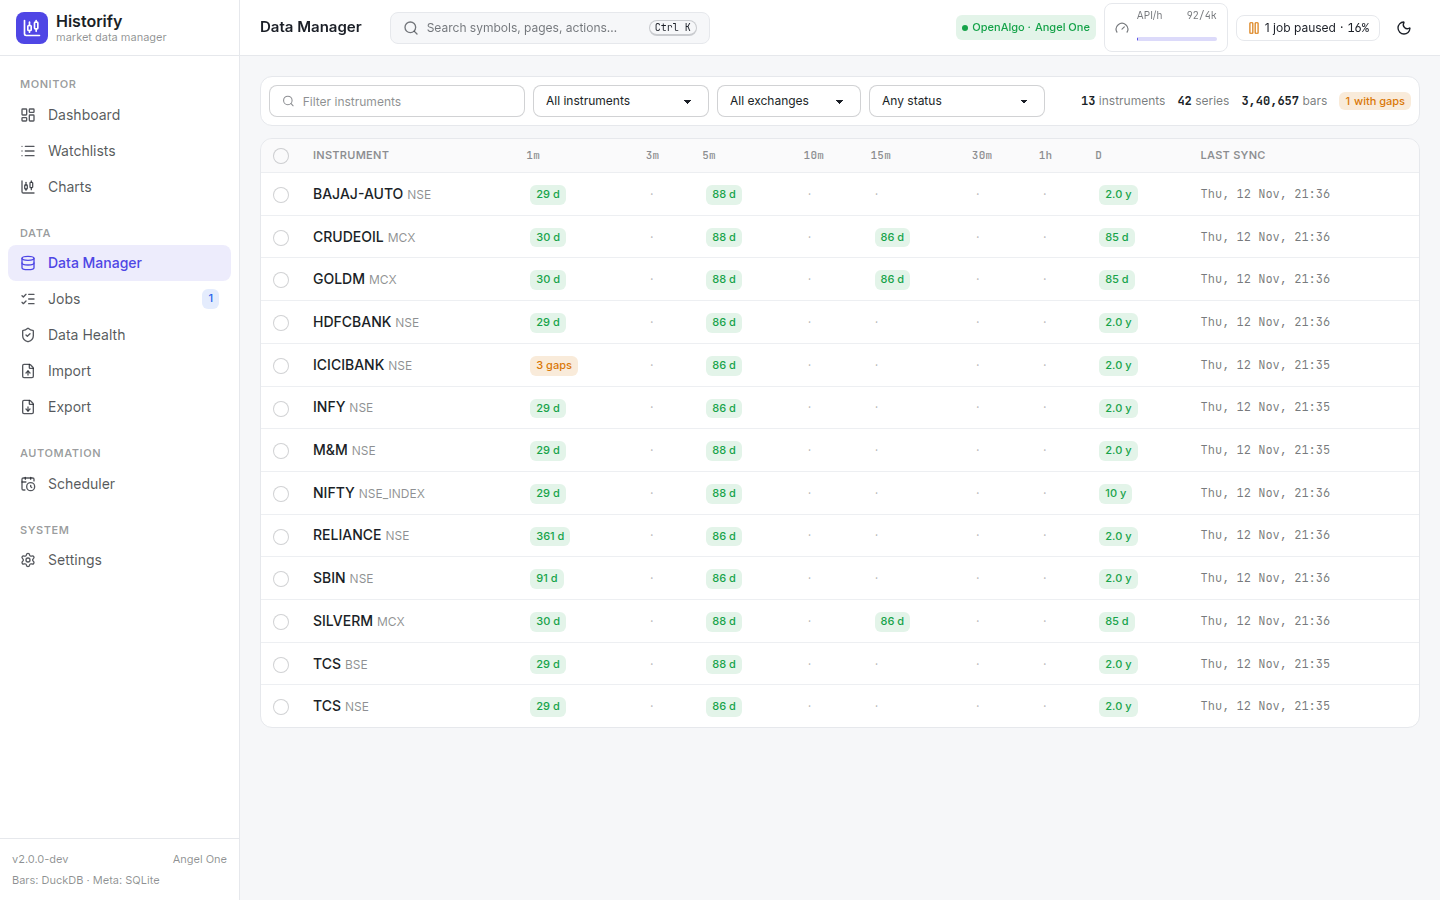 Historify
market data manager
Data Manager
Search symbols, pages, actions...
Ctrl K
OpenAlgo · Angel One
API/h 92/4k
1 job paused · 16%
MONITOR
Dashboard
Watchlists
Charts
DATA
Data Manager
Jobs 1
Data Health
Import
Export
AUTOMATION
Scheduler
SYSTEM
Settings
v2.0.0-dev Angel One
Bars: DuckDB · Meta: SQLite
Filter instruments
All instruments
All exchanges
Any status
13 instruments 42 series 3,40,657 bars 1 with gaps
INSTRUMENT 1m 3m 5m 10m 15m 30m 1h D LAST SYNC
BAJAJ-AUTO NSE 29 d · 88 d · · · · 2.0 y Thu, 12 Nov, 21:36
CRUDEOIL MCX 30 d · 88 d · 86 d · · 85 d Thu, 12 Nov, 21:36
GOLDM MCX 30 d · 88 d · 86 d · · 85 d Thu, 12 Nov, 21:36
HDFCBANK NSE 29 d · 86 d · · · · 2.0 y Thu, 12 Nov, 21:36
ICICIBANK NSE 3 gaps · 86 d · · · · 2.0 y Thu, 12 Nov, 21:36
INFY NSE 29 d · 86 d · · · · 2.0 y Thu, 12 Nov, 21:35
M&M NSE 29 d · 88 d · · · · 2.0 y Thu, 12 Nov, 21:35
NIFTY NSE_INDEX 29 d · 88 d · · · · 10 y Thu, 12 Nov, 21:36
RELIANCE NSE 361 d · 86 d · · · · 2.0 y Thu, 12 Nov, 21:36
SBIN NSE 91 d · 86 d · · · · 2.0 y Thu, 12 Nov, 21:36
SILVERM MCX 30 d · 88 d · 86 d · · 85 d Thu, 12 Nov, 21:36
TCS BSE 29 d · 88 d · · · · 2.0 y Thu, 12 Nov, 21:35
TCS NSE 29 d · 86 d · · · · 2.0 y Thu, 12 Nov, 21:35